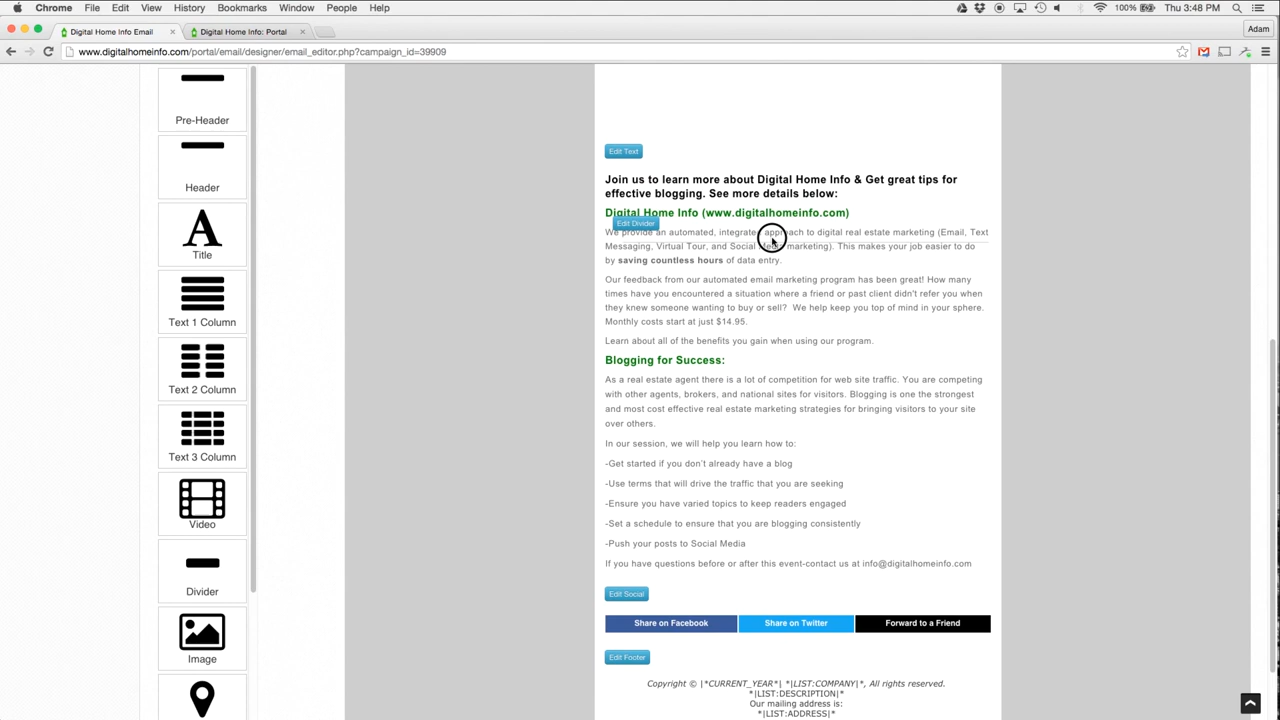 Chrome File Edit View History Bookmarks Window People Help 100% Thu 3:48 PM
Digital Home Info Email Digital Home Info: Portal Adam
www.digitalhomeinfo.com/portal/email/designer/email_editor.php?campaign_id=39909
Pre-Header
Header
Title
Text 1 Column
Text 2 Column
Text 3 Column
Video
Divider
Image
Edit Text
Join us to learn more about Digital Home Info & Get great tips for
effective blogging. See more details below:
Digital Home Info (www.digitalhomeinfo.com)
Edit Divider
We provide an automated, integrated approach to digital real estate marketing (Email, Text
Messaging, Virtual Tour, and Social Media marketing). This makes your job easier to do
by saving countless hours of data entry.
Our feedback from our automated email marketing program has been great! How many
times have you encountered a situation where a friend or past client didn't refer you when
they knew someone wanting to buy or sell? We help keep you top of mind in your sphere.
Monthly costs start at just $14.95.
Learn about all of the benefits you gain when using our program.
Blogging for Success:
As a real estate agent there is a lot of competition for web site traffic. You are competing
with other agents, brokers, and national sites for visitors. Blogging is one the strongest
and most cost effective real estate marketing strategies for bringing visitors to your site
over others.
In our session, we will help you learn how to:
-Get started if you don't already have a blog
-Use terms that will drive the traffic that you are seeking
-Ensure you have varied topics to keep readers engaged
-Set a schedule to ensure that you are blogging consistently
-Push your posts to Social Media
If you have questions before or after this event-contact us at info@digitalhomeinfo.com
Edit Social
Share on Facebook Share on Twitter Forward to a Friend
Edit Footer
Copyright © |*CURRENT_YEAR*| *|LIST:COMPANY|*, All rights reserved.
*|LIST:DESCRIPTION|*
Our mailing address is:
*|LIST:ADDRESS|*